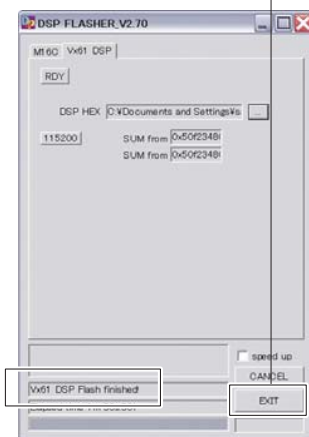 DSP FLASHER_V2.70
M16C Vx61 DSP
RDY
DSP HEX C:¥Documents and Settings¥s ...
115200 SUM from 0x50f2348
SUM from 0x50f2348
speed up
CANCEL
Vx61 DSP Flash finished!
EXIT